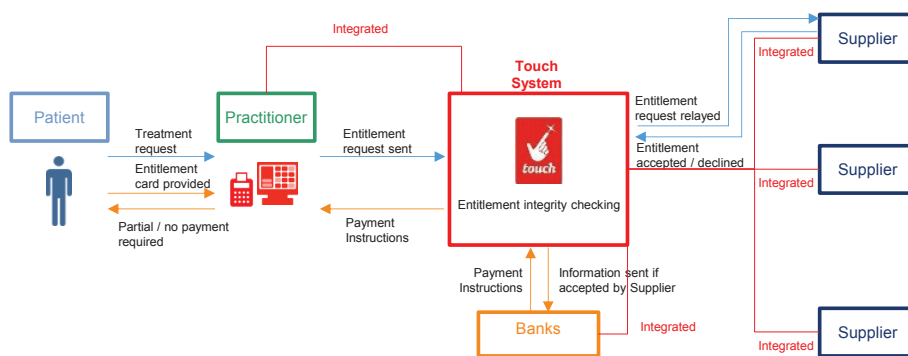 Integrated
Supplier
Integrated
Touch
System
Patient
Practitioner
Entitlement
request relayed
Treatment
request
Entitlement
request sent
touch
Entitlement
accepted / declined
Supplier
Integrated
Entitlement
card provided
Entitlement integrity checking
Partial / no payment
required
Payment
Instructions
Payment
Instructions
Information sent if
accepted by Supplier
Banks
Integrated
Supplier
Integrated